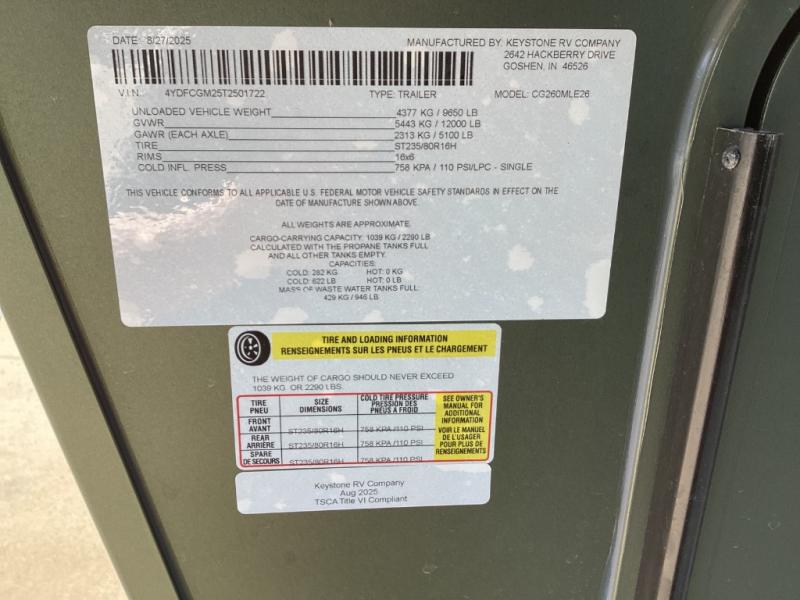 DATE 8/27/2025 MANUFACTURED BY: KEYSTONE RV COMPANY
2642 HACKBERRY DRIVE
GOSHEN, IN 46526
V.I.N. 4YDFCGM25T2501722 TYPE: TRAILER MODEL: CG260MLE26
UNLOADED VEHICLE WEIGHT 4377 KG / 9650 LB
GVWR 5443 KG / 12000 LB
GAWR (EACH AXLE) 2313 KG / 5100 LB
TIRE ST235/80R16H
RIMS 16x6
COLD INFL. PRESS 758 KPA / 110 PSI/LPC - SINGLE
THIS VEHICLE CONFORMS TO ALL APPLICABLE U.S. FEDERAL MOTOR VEHICLE SAFETY STANDARDS IN EFFECT ON THE
DATE OF MANUFACTURE SHOWN ABOVE.
ALL WEIGHTS ARE APPROXIMATE.
CARGO-CARRYING CAPACITY: 1039 KG / 2290 LB
CALCULATED WITH THE PROPANE TANKS FULL
AND ALL OTHER TANKS EMPTY.
CAPACITIES:
COLD: 282 KG HOT: 0 KG
COLD: 622 LB HOT: 0 LB
MASS OF WASTE WATER TANKS FULL:
429 KG / 946 LB
TIRE AND LOADING INFORMATION
RENSEIGNEMENTS SUR LES PNEUS ET LE CHARGEMENT
THE WEIGHT OF CARGO SHOULD NEVER EXCEED
1039 KG OR 2290 LBS.
TIRE
PNEU
SIZE
DIMENSIONS
COLD TIRE PRESSURE
PRESSION DES
PNEUS A FROID
SEE OWNER'S
MANUAL FOR
ADDITIONAL
INFORMATION
VOIR LE MANUEL
DE L'USAGER
POUR PLUS DE
RENSEIGNEMENTS
FRONT
AVANT
ST235/80R16H 758 KPA /110 PSI
REAR
ARRIÈRE
ST235/80R16H 758 KPA /110 PSI
SPARE
DE SECOURS
ST235/80R16H 758 KPA /110 PSI
Keystone RV Company
Aug 2025
TSCA Title VI Compliant